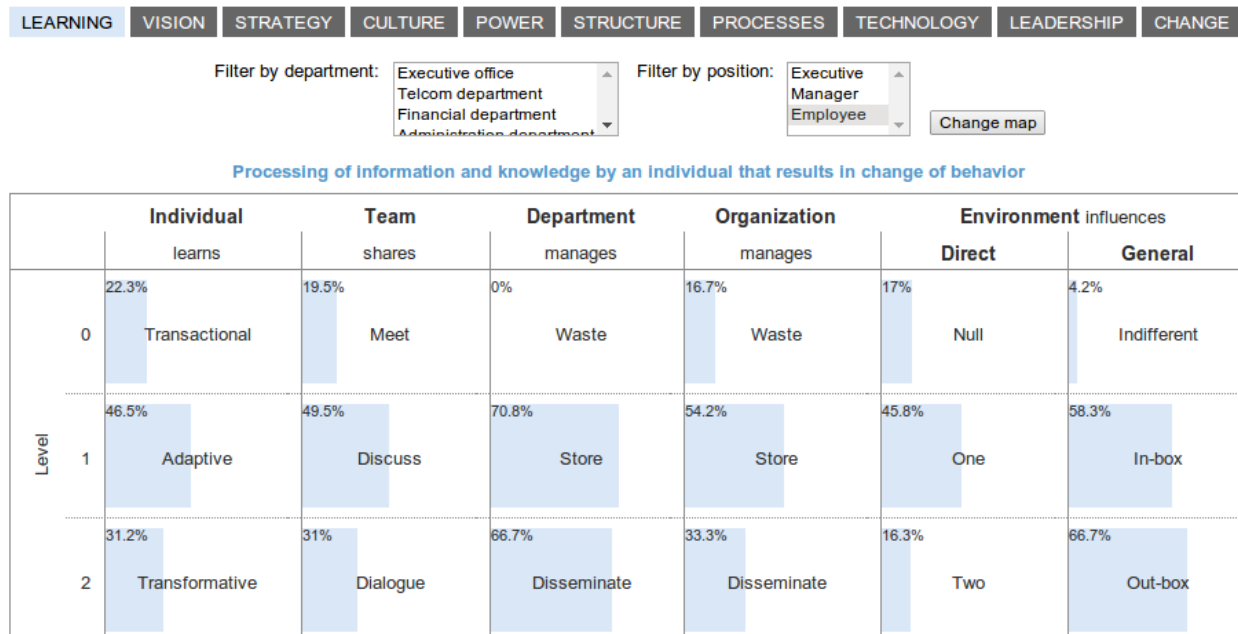 LEARNING VISION STRATEGY CULTURE POWER STRUCTURE PROCESSES TECHNOLOGY LEADERSHIP CHANGE
Filter by department: Executive office
Telcom department
Financial department
Administration department
Filter by position: Executive
Manager
Employee
Change map
Processing of information and knowledge by an individual that results in change of behavior
Individual Team Department Organization Environment influences
learns shares manages manages Direct General
22.3% 19.5% 0% 16.7% 17% 4.2%
0 Transactional Meet Waste Waste Null Indifferent
46.5% 49.5% 70.8% 54.2% 45.8% 58.3%
Level 1 Adaptive Discuss Store Store One In-box
31.2% 31% 66.7% 33.3% 16.3% 66.7%
2 Transformative Dialogue Disseminate Disseminate Two Out-box